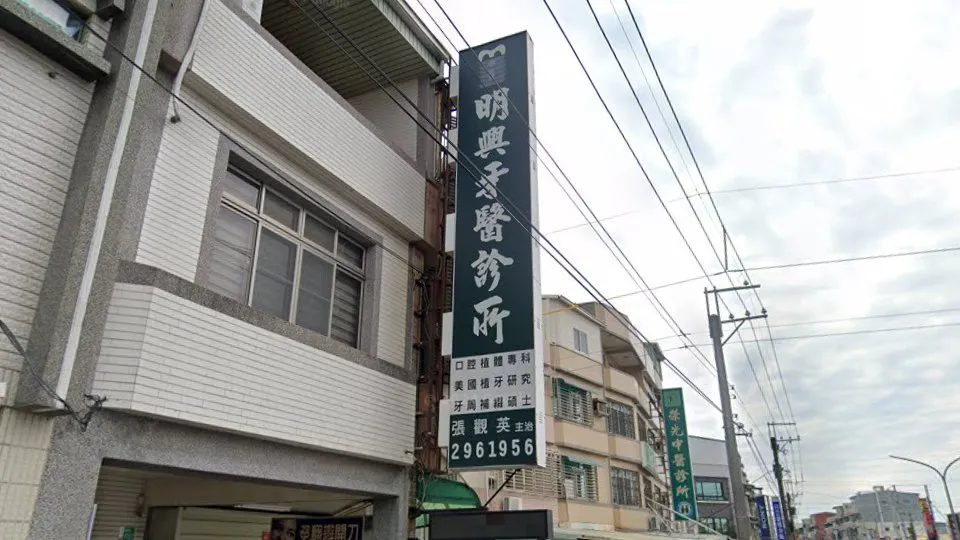 明興牙醫診所
口腔植體專科
美國植牙研究
牙周補綴碩士
張觀英主治
2961956
榮光中醫診所